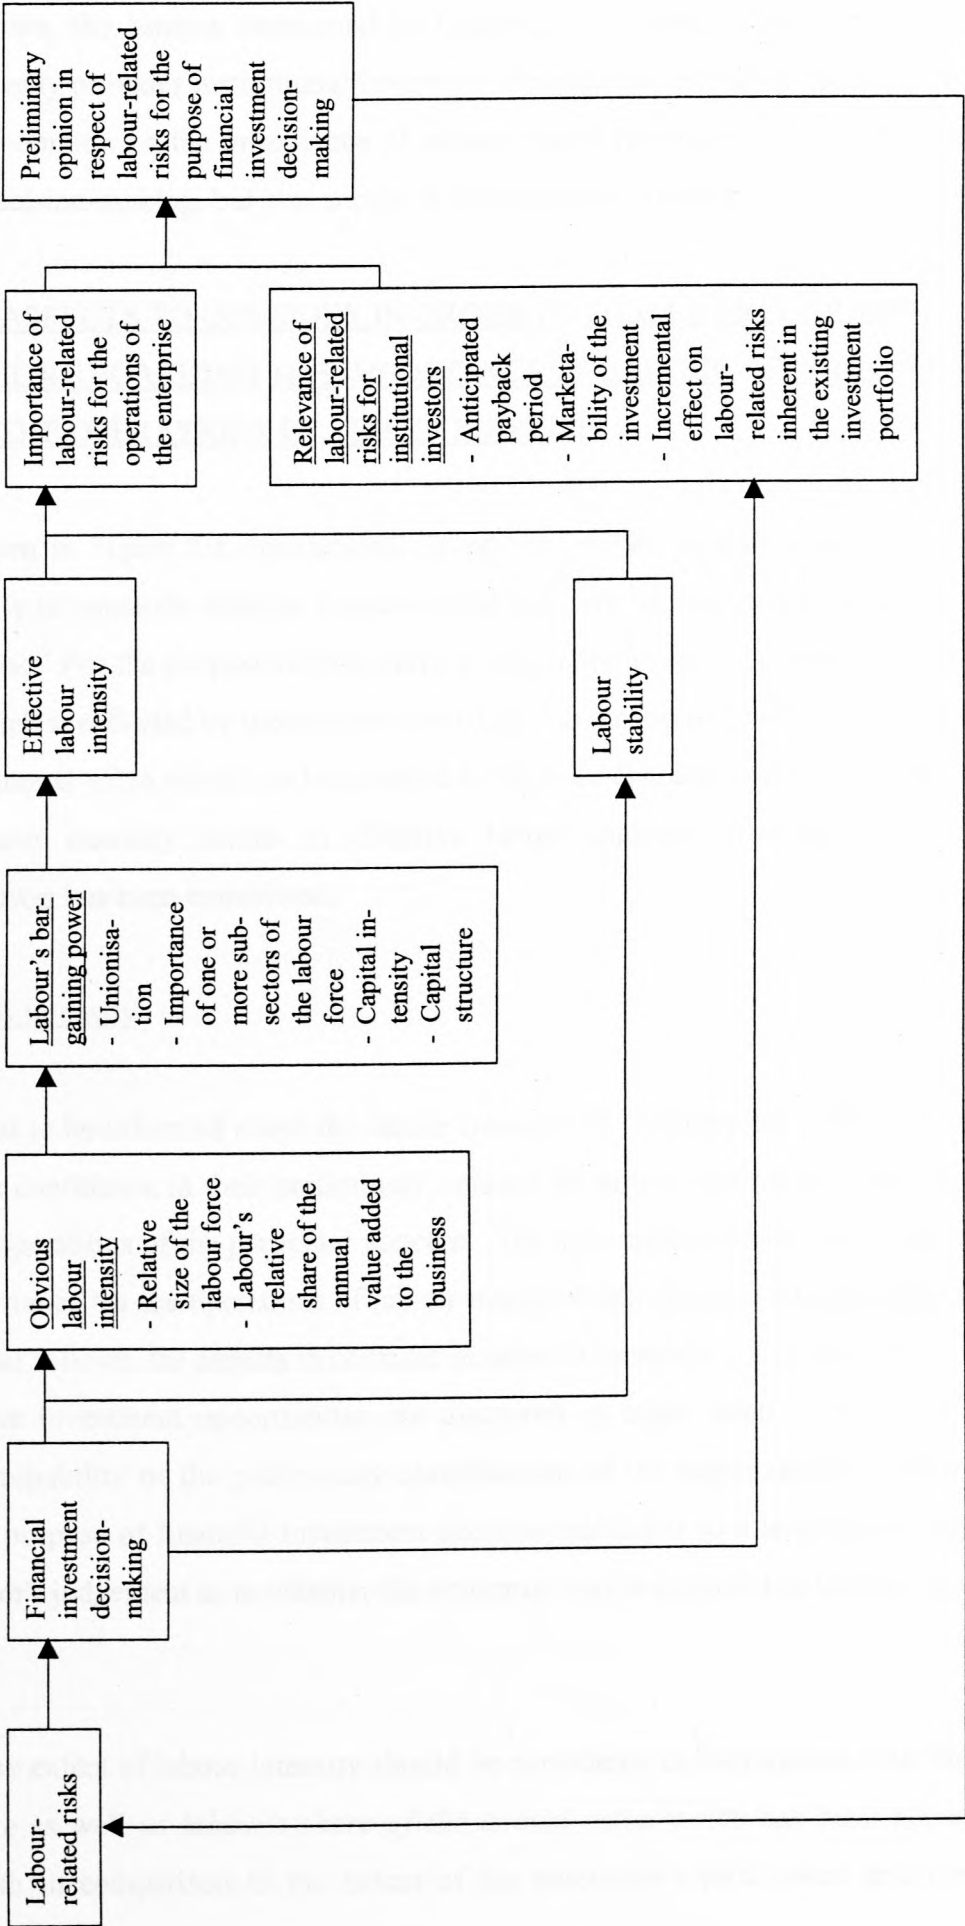 Labour-
related risks
Financial
investment
decision-
making
Obvious
labour
intensity
- Relative
size of the
labour force
- Labour's
relative
share of the
annual
value added
to the
business
Labour's bar-
gaining power
- Unionisa-
tion
- Importance
of one or
more sub-
sectors of
the labour
force
- Capital in-
tensity
- Capital
structure
Effective
labour
intensity
Labour
stability
Importance of
labour-related
risks for the
operations of
the enterprise
Relevance of
labour-related
risks for
institutional
investors
- Anticipated
payback
period
- Marketa-
bility of the
investment
- Incremental
effect on
labour-
related risks
inherent in
the existing
investment
portfolio
Preliminary
opinion in
respect of
labour-related
risks for the
purpose of
financial
investment
decision-
making